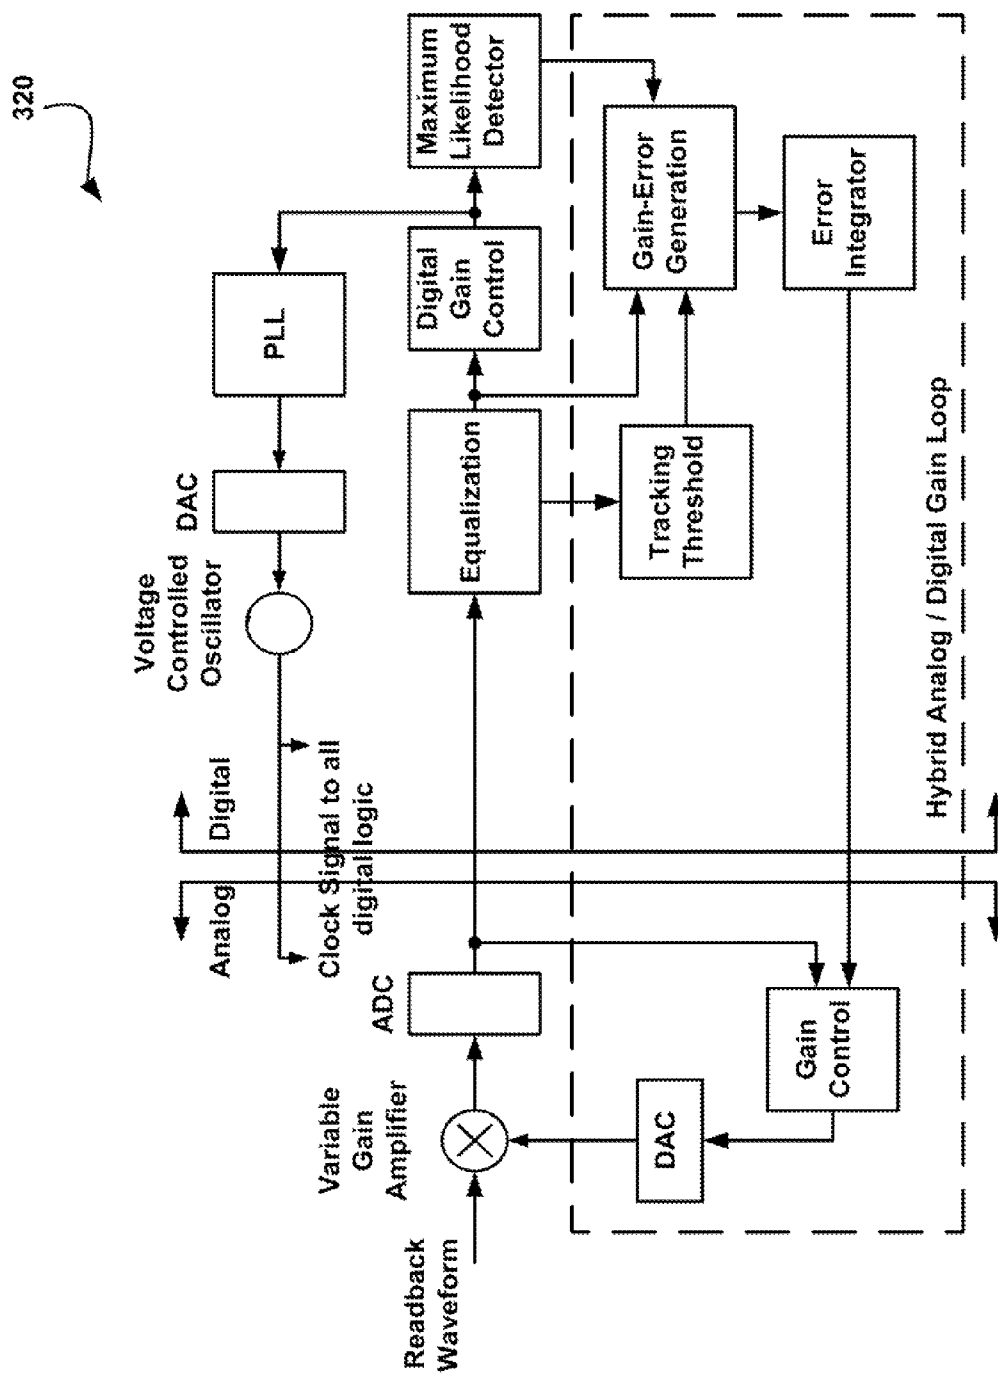 320
Voltage
Controlled
Oscillator
DAC
PLL
Analog
Digital
Clock Signal to all
digital logic
Readback
Waveform
Variable
Gain
Amplifier
ADC
Equalization
Digital
Gain
Control
Maximum
Likelihood
Detector
DAC
Gain
Control
Tracking
Threshold
Gain-Error
Generation
Error
Integrator
Hybrid Analog / Digital Gain Loop